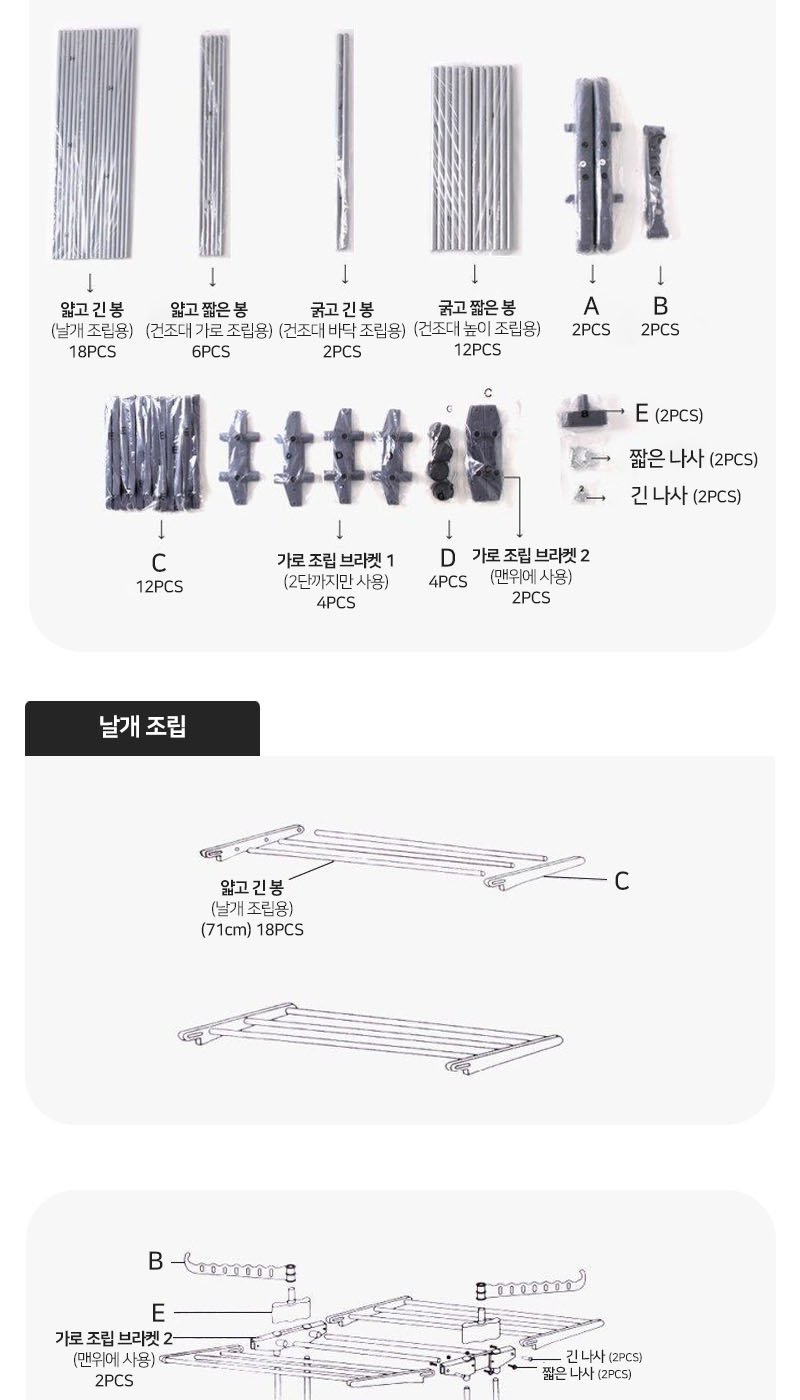 얇고 긴 봉
(날개 조립용)
18PCS
얇고 짧은 봉
(건조대 가로 조립용)
6PCS
굵고 긴 봉
(건조대 바닥 조립용)
2PCS
굵고 짧은 봉
(건조대 높이 조립용)
12PCS
A
2PCS
B
2PCS
C
12PCS
가로 조립 브라켓 1
(2단까지만 사용)
4PCS
D
4PCS
가로 조립 브라켓 2
(맨위에 사용)
2PCS
E (2PCS)
짧은 나사 (2PCS)
긴 나사 (2PCS)
날개 조립
얇고 긴 봉
(날개 조립용)
(71cm) 18PCS
C
B
E
가로 조립 브라켓 2
(맨위에 사용)
2PCS
긴 나사 (2PCS)
짧은 나사 (2PCS)